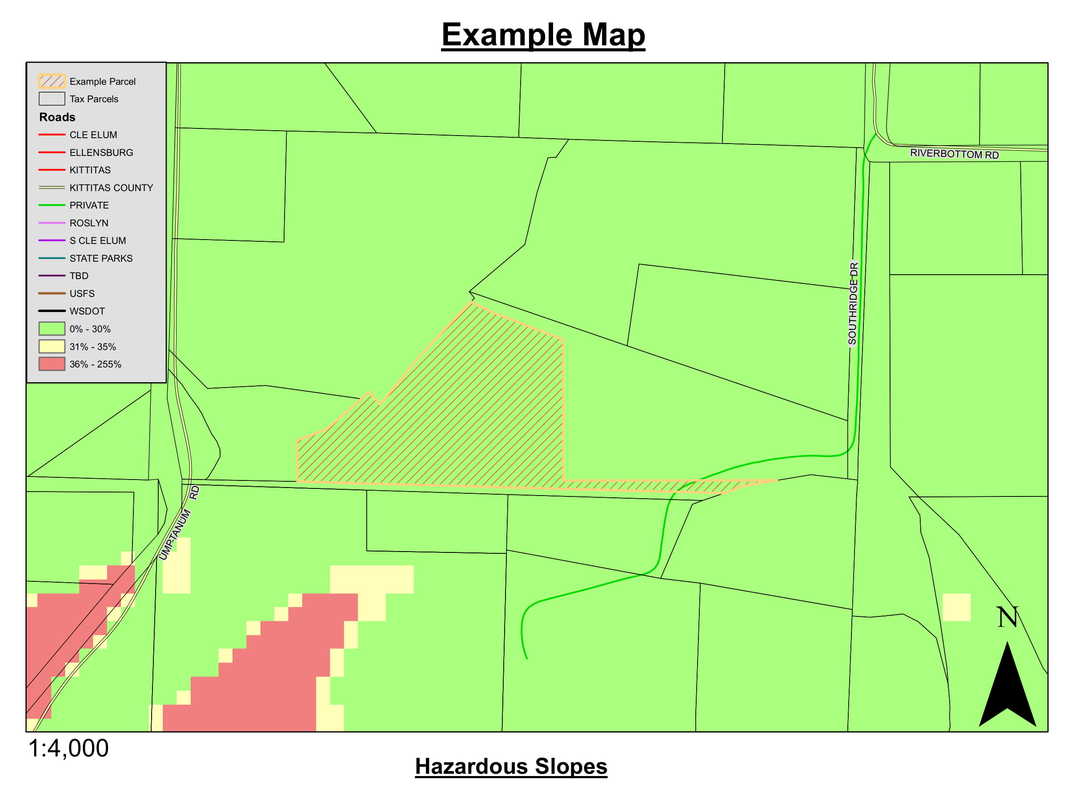 Example Map
Example Parcel
Tax Parcels
Roads
CLE ELUM
ELLENSBURG
KITTITAS
KITTITAS COUNTY
PRIVATE
ROSLYN
S CLE ELUM
STATE PARKS
TBD
USFS
WSDOT
0% - 30%
31% - 35%
36% - 255%
RIVERBOTTOM RD
SOUTHRIDGE DR
UMPTANUM RD
N
1:4,000
Hazardous Slopes